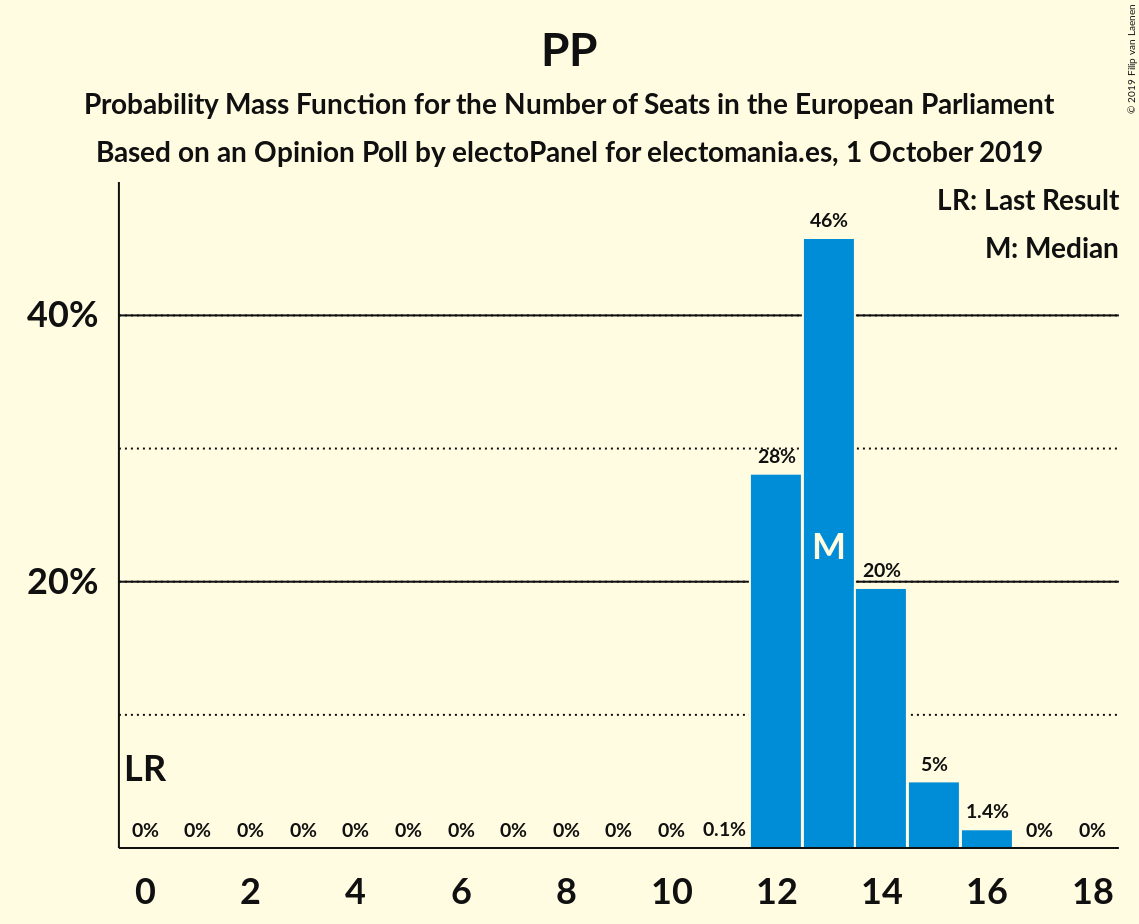 PP
Probability Mass Function for the Number of Seats in the European Parliament
Based on an Opinion Poll by electoPanel for electomania.es, 1 October 2019
© 2019 Filip van Laenen
LR: Last Result
M: Median
46%
40%
28%
M
20%
20%
LR
5%
1.4%
0% 0% 0% 0% 0% 0% 0% 0% 0% 0% 0% 0.1% 0% 0%
0 2 4 6 8 10 12 14 16 18